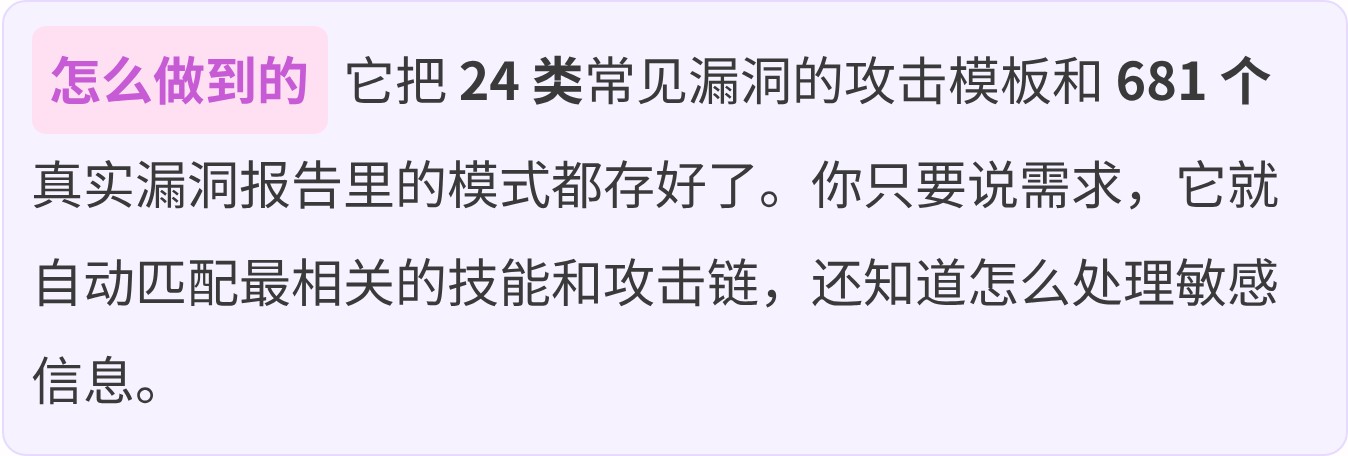 怎么做到的 它把 24 类常见漏洞的攻击模板和 681 个
真实漏洞报告里的模式都存好了。你只要说需求，它就
自动匹配最相关的技能和攻击链，还知道怎么处理敏感
信息。